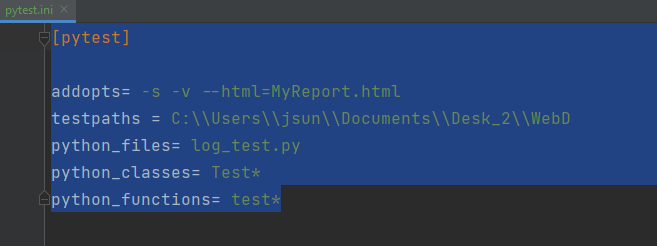 pytest.ini
[pytest]
addopts= -s -v --html=MyReport.html
testpaths = C:\\Users\\jsun\\Documents\\Desk_2\\WebD
python_files= log_test.py
python_classes= Test*
python_functions= test*